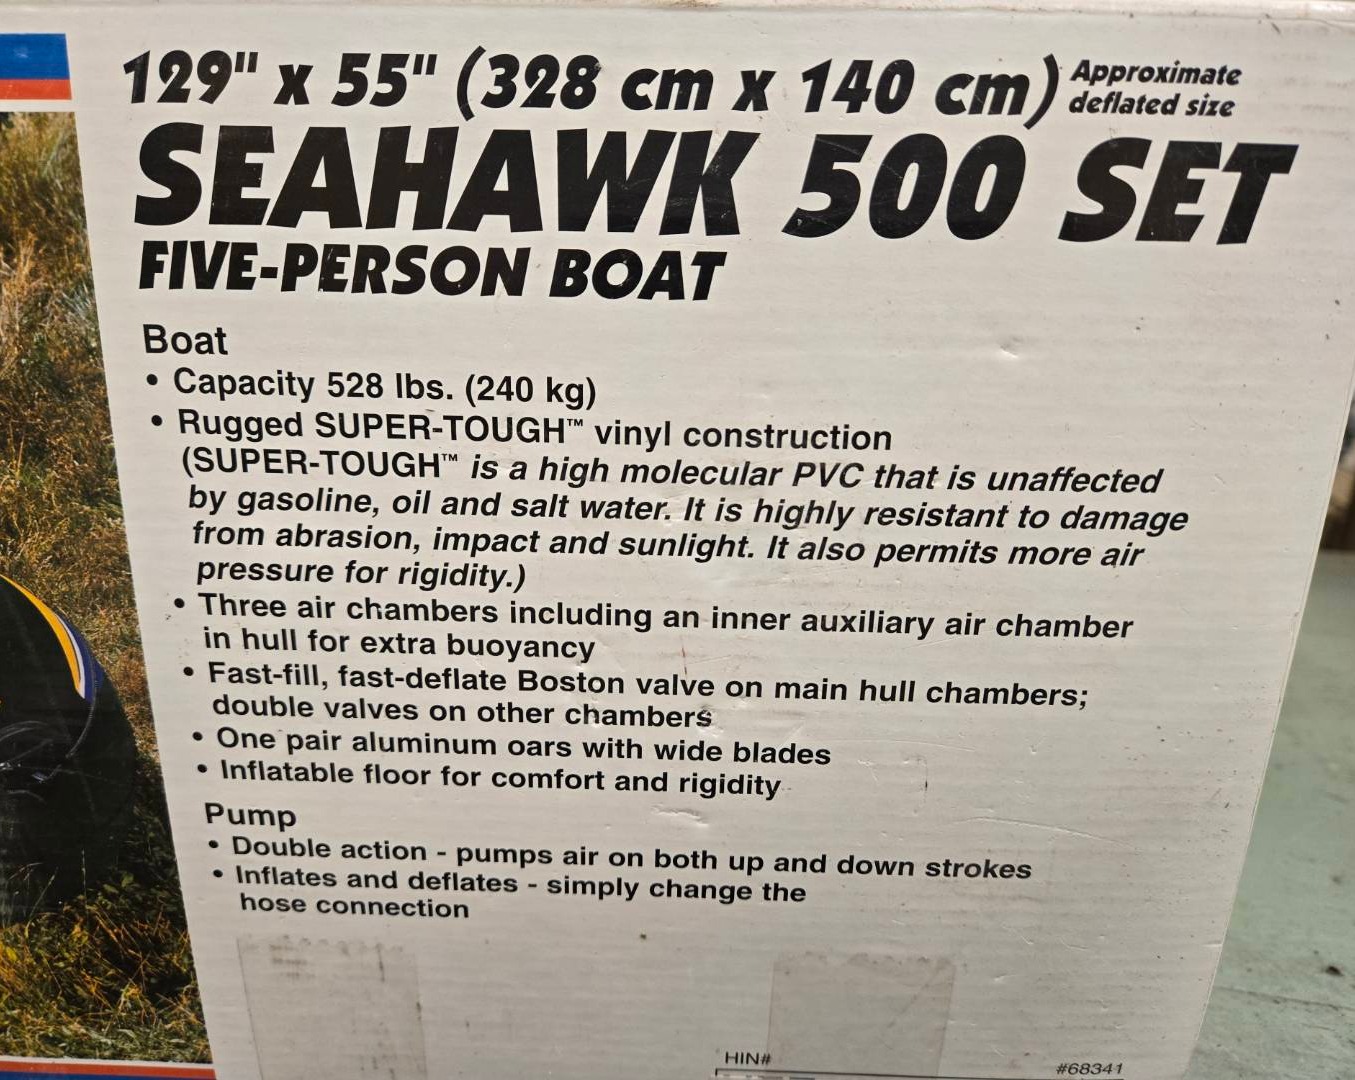 129" x 55" (328 cm x 140 cm) Approximate
deflated size
SEAHAWK 500 SET
FIVE-PERSON BOAT
Boat
• Capacity 528 lbs. (240 kg)
• Rugged SUPER-TOUGH™ vinyl construction
(SUPER-TOUGH™ is a high molecular PVC that is unaffected
by gasoline, oil and salt water. It is highly resistant to damage
from abrasion, impact and sunlight. It also permits more air
pressure for rigidity.)
• Three air chambers including an inner auxiliary air chamber
in hull for extra buoyancy
• Fast-fill, fast-deflate Boston valve on main hull chambers;
double valves on other chambers
• One pair aluminum oars with wide blades
• Inflatable floor for comfort and rigidity
Pump
• Double action - pumps air on both up and down strokes
• Inflates and deflates - simply change the
hose connection
HIN#
#68341